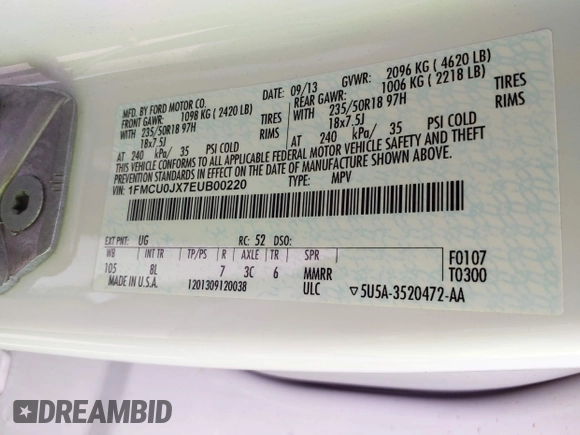 MFD. BY FORD MOTOR CO.
DATE: 09/13
GVWR: 2096 KG ( 4620 LB)
FRONT GAWR: 1098 KG ( 2420 LB)
REAR GAWR: 1006 KG ( 2218 LB)
WITH 235/50R18 97H TIRES
WITH 235/50R18 97H TIRES
18x7.5J RIMS
18x7.5J RIMS
AT 240 kPa/ 35 PSI COLD
AT 240 kPa/ 35 PSI COLD
THIS VEHICLE CONFORMS TO ALL APPLICABLE FEDERAL MOTOR VEHICLE SAFETY AND THEFT
PREVENTION STANDARDS IN EFFECT ON THE DATE OF MANUFACTURE SHOWN ABOVE.
VIN: 1FMCU0JX7EUB00220
TYPE: MPV
EXT PNT: UG RC: 52 DSO:
WB INT TR TP/PS R AXLE TR SPR
105 8L 7 3C 6 MMRR
F0107
T0300
MADE IN U.S.A. 1201309120038 ULC ▽5U5A-3520472-AA
DREAMBID